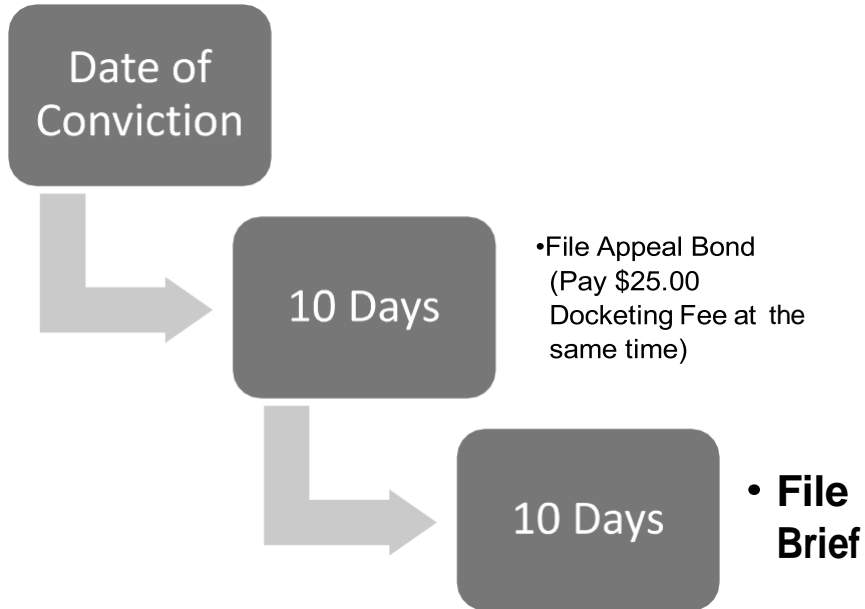 Date of
Conviction
10 Days
•File Appeal Bond
(Pay $25.00
Docketing Fee at the
same time)
10 Days
• File
Brief